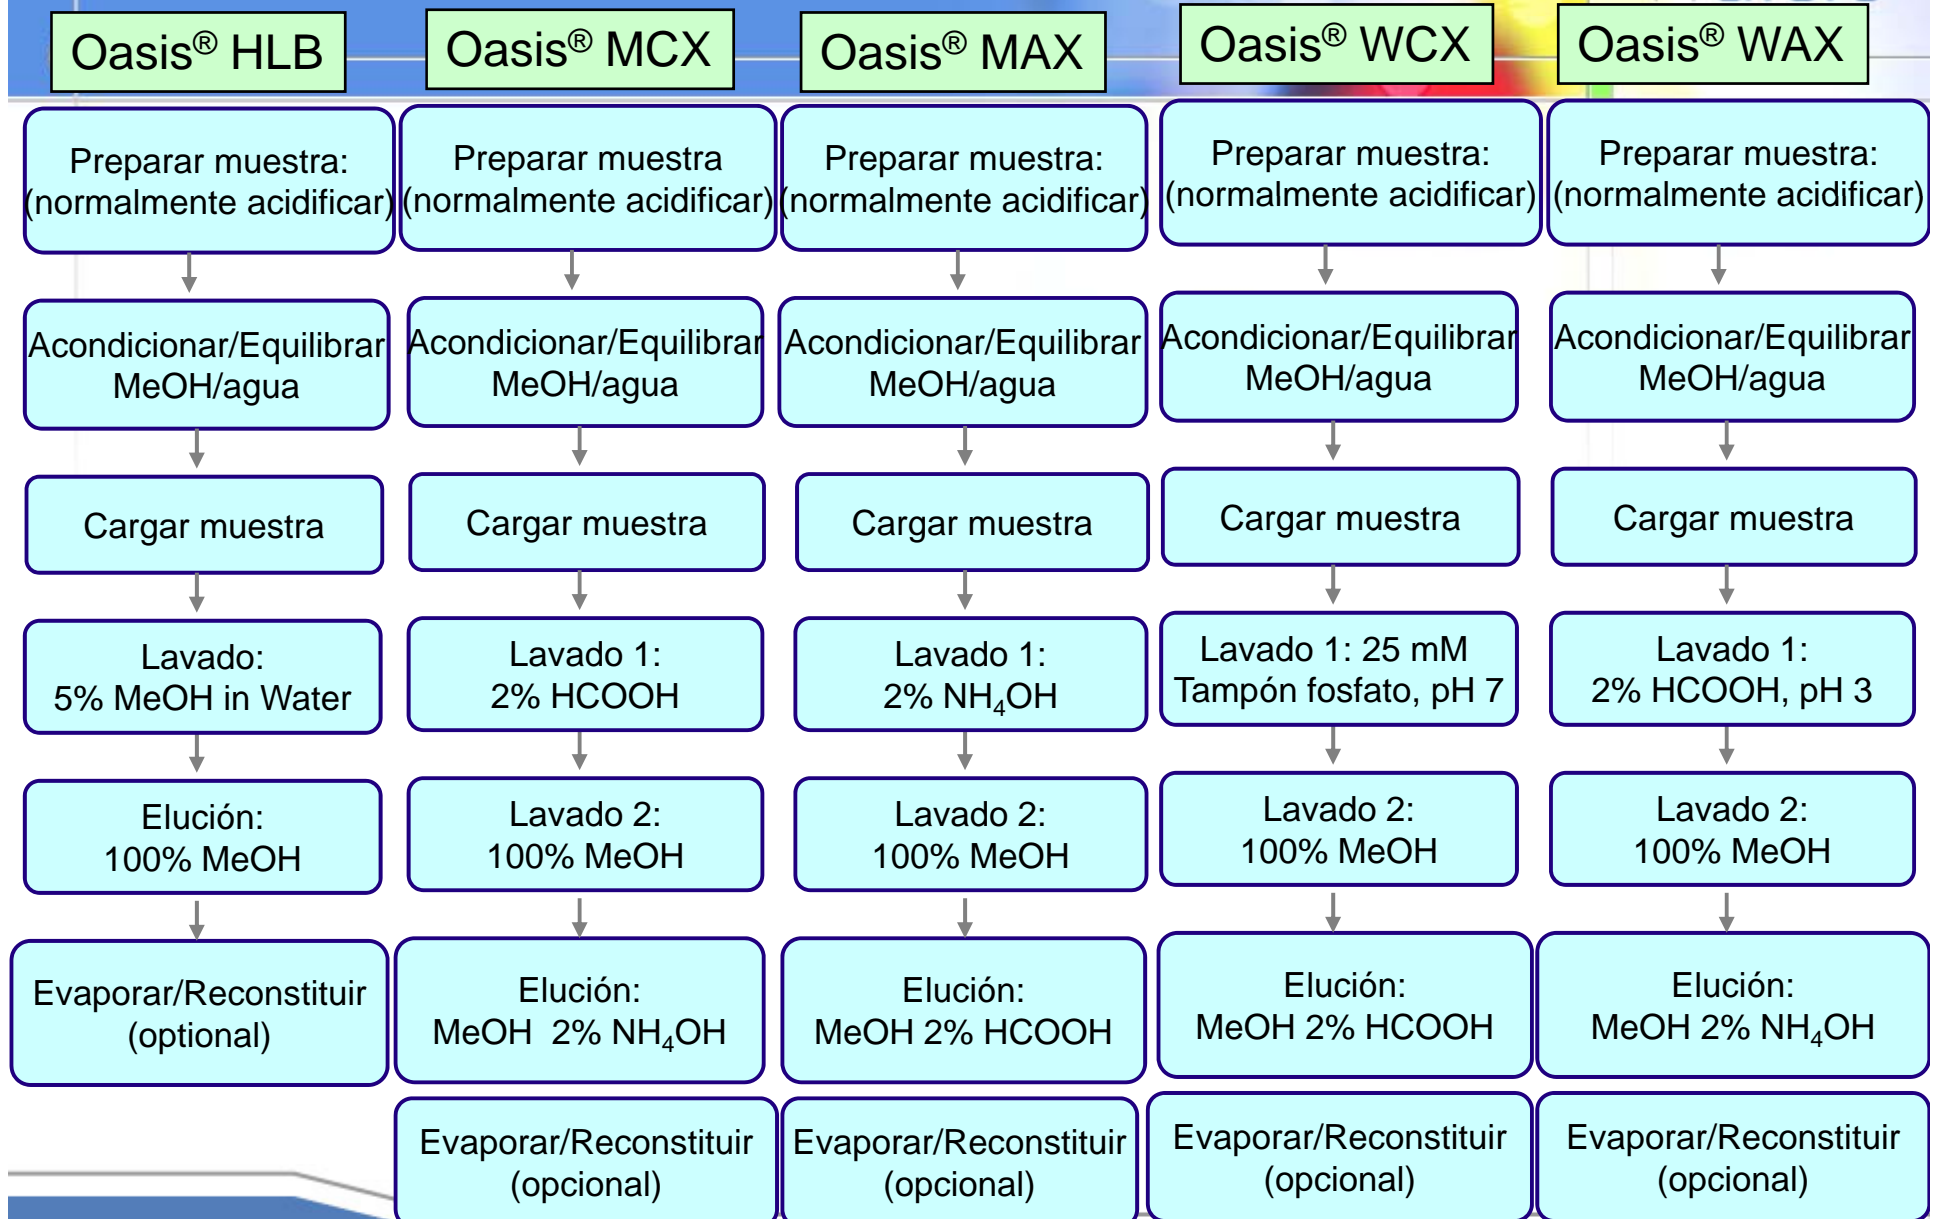 Oasis® HLB
Oasis® MCX
Oasis® MAX
Oasis® WCX
Oasis® WAX
Preparar muestra:
(normalmente acidificar)
Preparar muestra
(normalmente acidificar)
Preparar muestra:
(normalmente acidificar)
Preparar muestra:
(normalmente acidificar)
Preparar muestra:
(normalmente acidificar)
Acondicionar/Equilibrar
MeOH/agua
Acondicionar/Equilibrar
MeOH/agua
Acondicionar/Equilibrar
MeOH/agua
Acondicionar/Equilibrar
MeOH/agua
Acondicionar/Equilibrar
MeOH/agua
Cargar muestra
Cargar muestra
Cargar muestra
Cargar muestra
Cargar muestra
Lavado:
5% MeOH in Water
Lavado 1:
2% HCOOH
Lavado 1:
2% NH₄OH
Lavado 1: 25 mM
Tampón fosfato, pH 7
Lavado 1:
2% HCOOH, pH 3
Elución:
100% MeOH
Lavado 2:
100% MeOH
Lavado 2:
100% MeOH
Lavado 2:
100% MeOH
Lavado 2:
100% MeOH
Evaporar/Reconstituir
(optional)
Elución:
MeOH 2% NH₄OH
Elución:
MeOH 2% HCOOH
Elución:
MeOH 2% HCOOH
Elución:
MeOH 2% NH₄OH
Evaporar/Reconstituir
(opcional)
Evaporar/Reconstituir
(opcional)
Evaporar/Reconstituir
(opcional)
Evaporar/Reconstituir
(opcional)